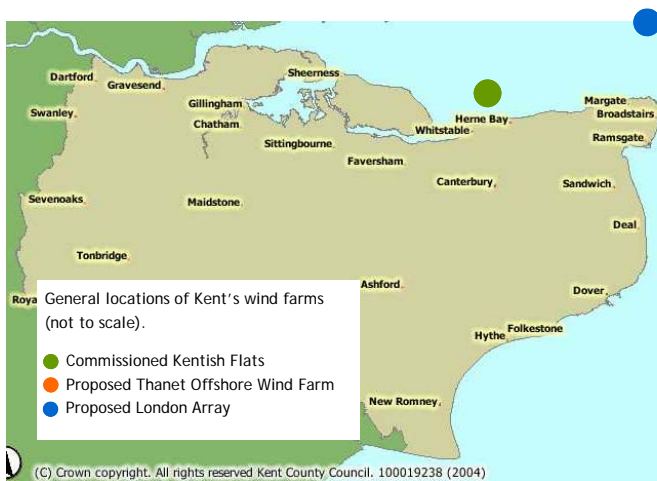 Sheerness
Dartford
Gravesend
Gillingham
Margate
Swanley
Broadstairs
Herne Bay
Chatham
Whitstable
Ramsgate
Sittingbourne
Faversham
Canterbury
Sandwich
Sevenoaks
Maidstone
Deal
Tonbridge
Ashford
Dover
Roya
General locations of Kent's wind farms
(not to scale).
Folkestone
Hythe
Commissioned Kentish Flats
Proposed Thanet Offshore Wind Farm
Proposed London Array
New Romney
(C) Crown copyright. All rights reserved Kent County Council. 100019238 (2004)